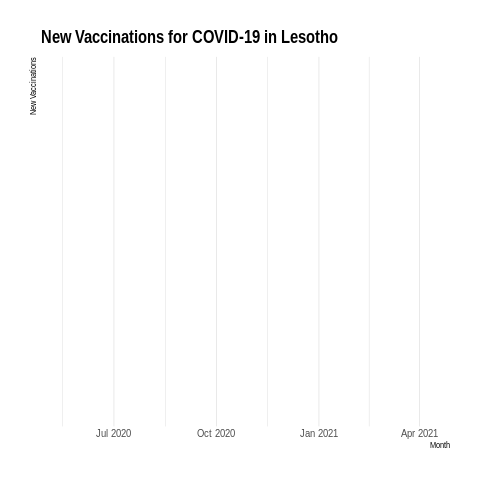 New Vaccinations for COVID-19 in Lesotho
New Vaccinations
Jul 2020 Oct 2020 Jan 2021 Apr 2021
Month